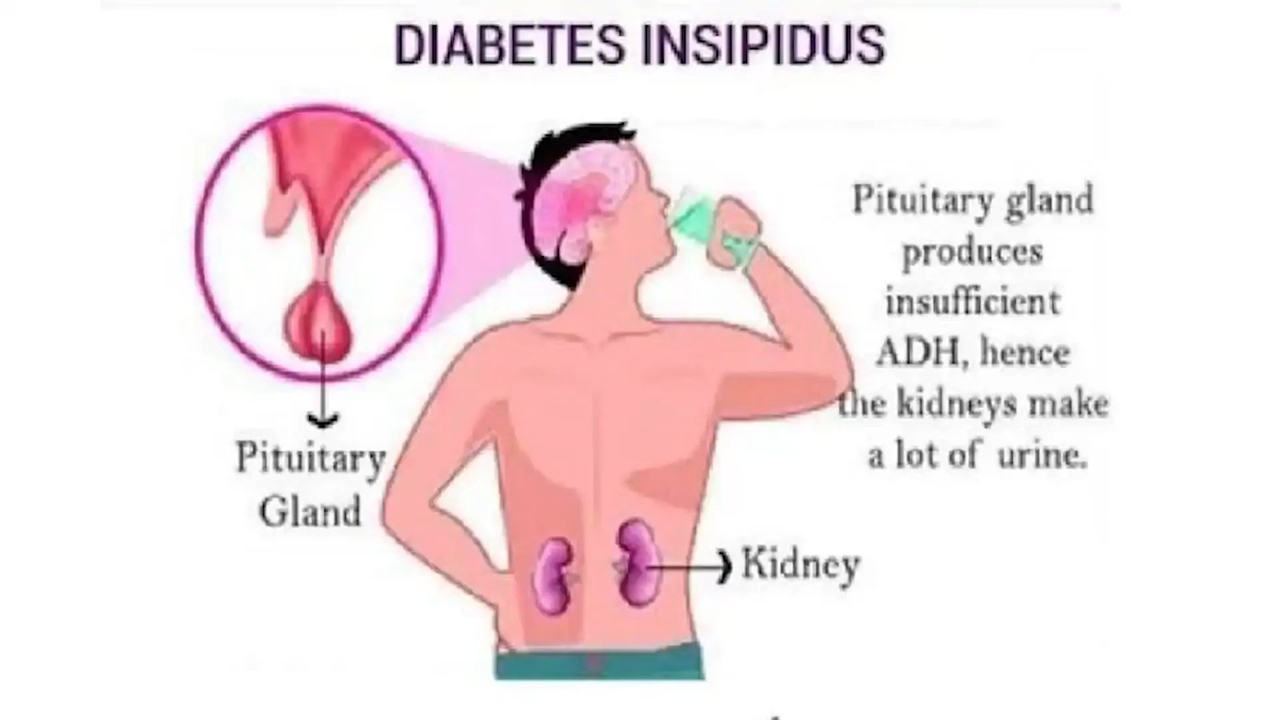 DIABETES INSIPIDUS
Pituitary gland
produces
insufficient
ADH, hence
the kidneys make
a lot of urine.
Pituitary
Gland
Kidney